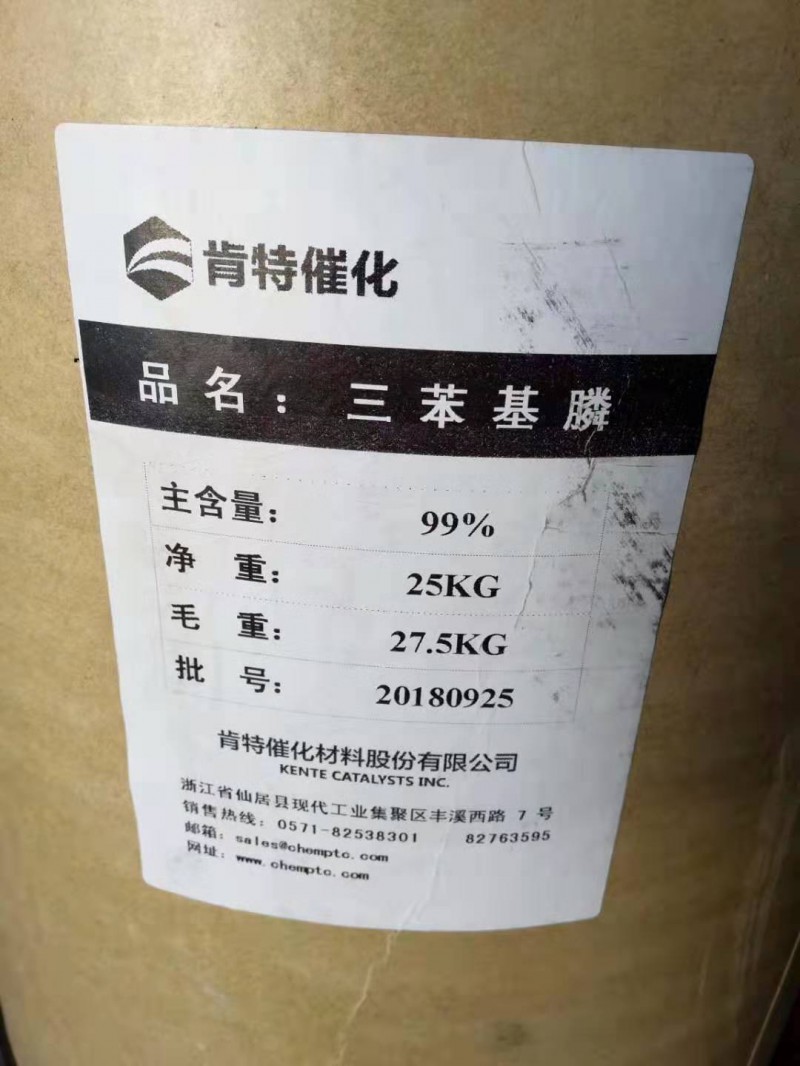 肯特催化
品名：三苯基膦
主含量： 99%
净重： 25KG
毛重： 27.5KG
批号： 20180925
肯特催化材料股份有限公司
KENTE CATALYSTS INC.
浙江省仙居县现代工业集聚区丰溪西路 7 号
销售热线：0571-82538301 82763595
邮箱：sales@chemptc.com
网址：www.chemptc.com